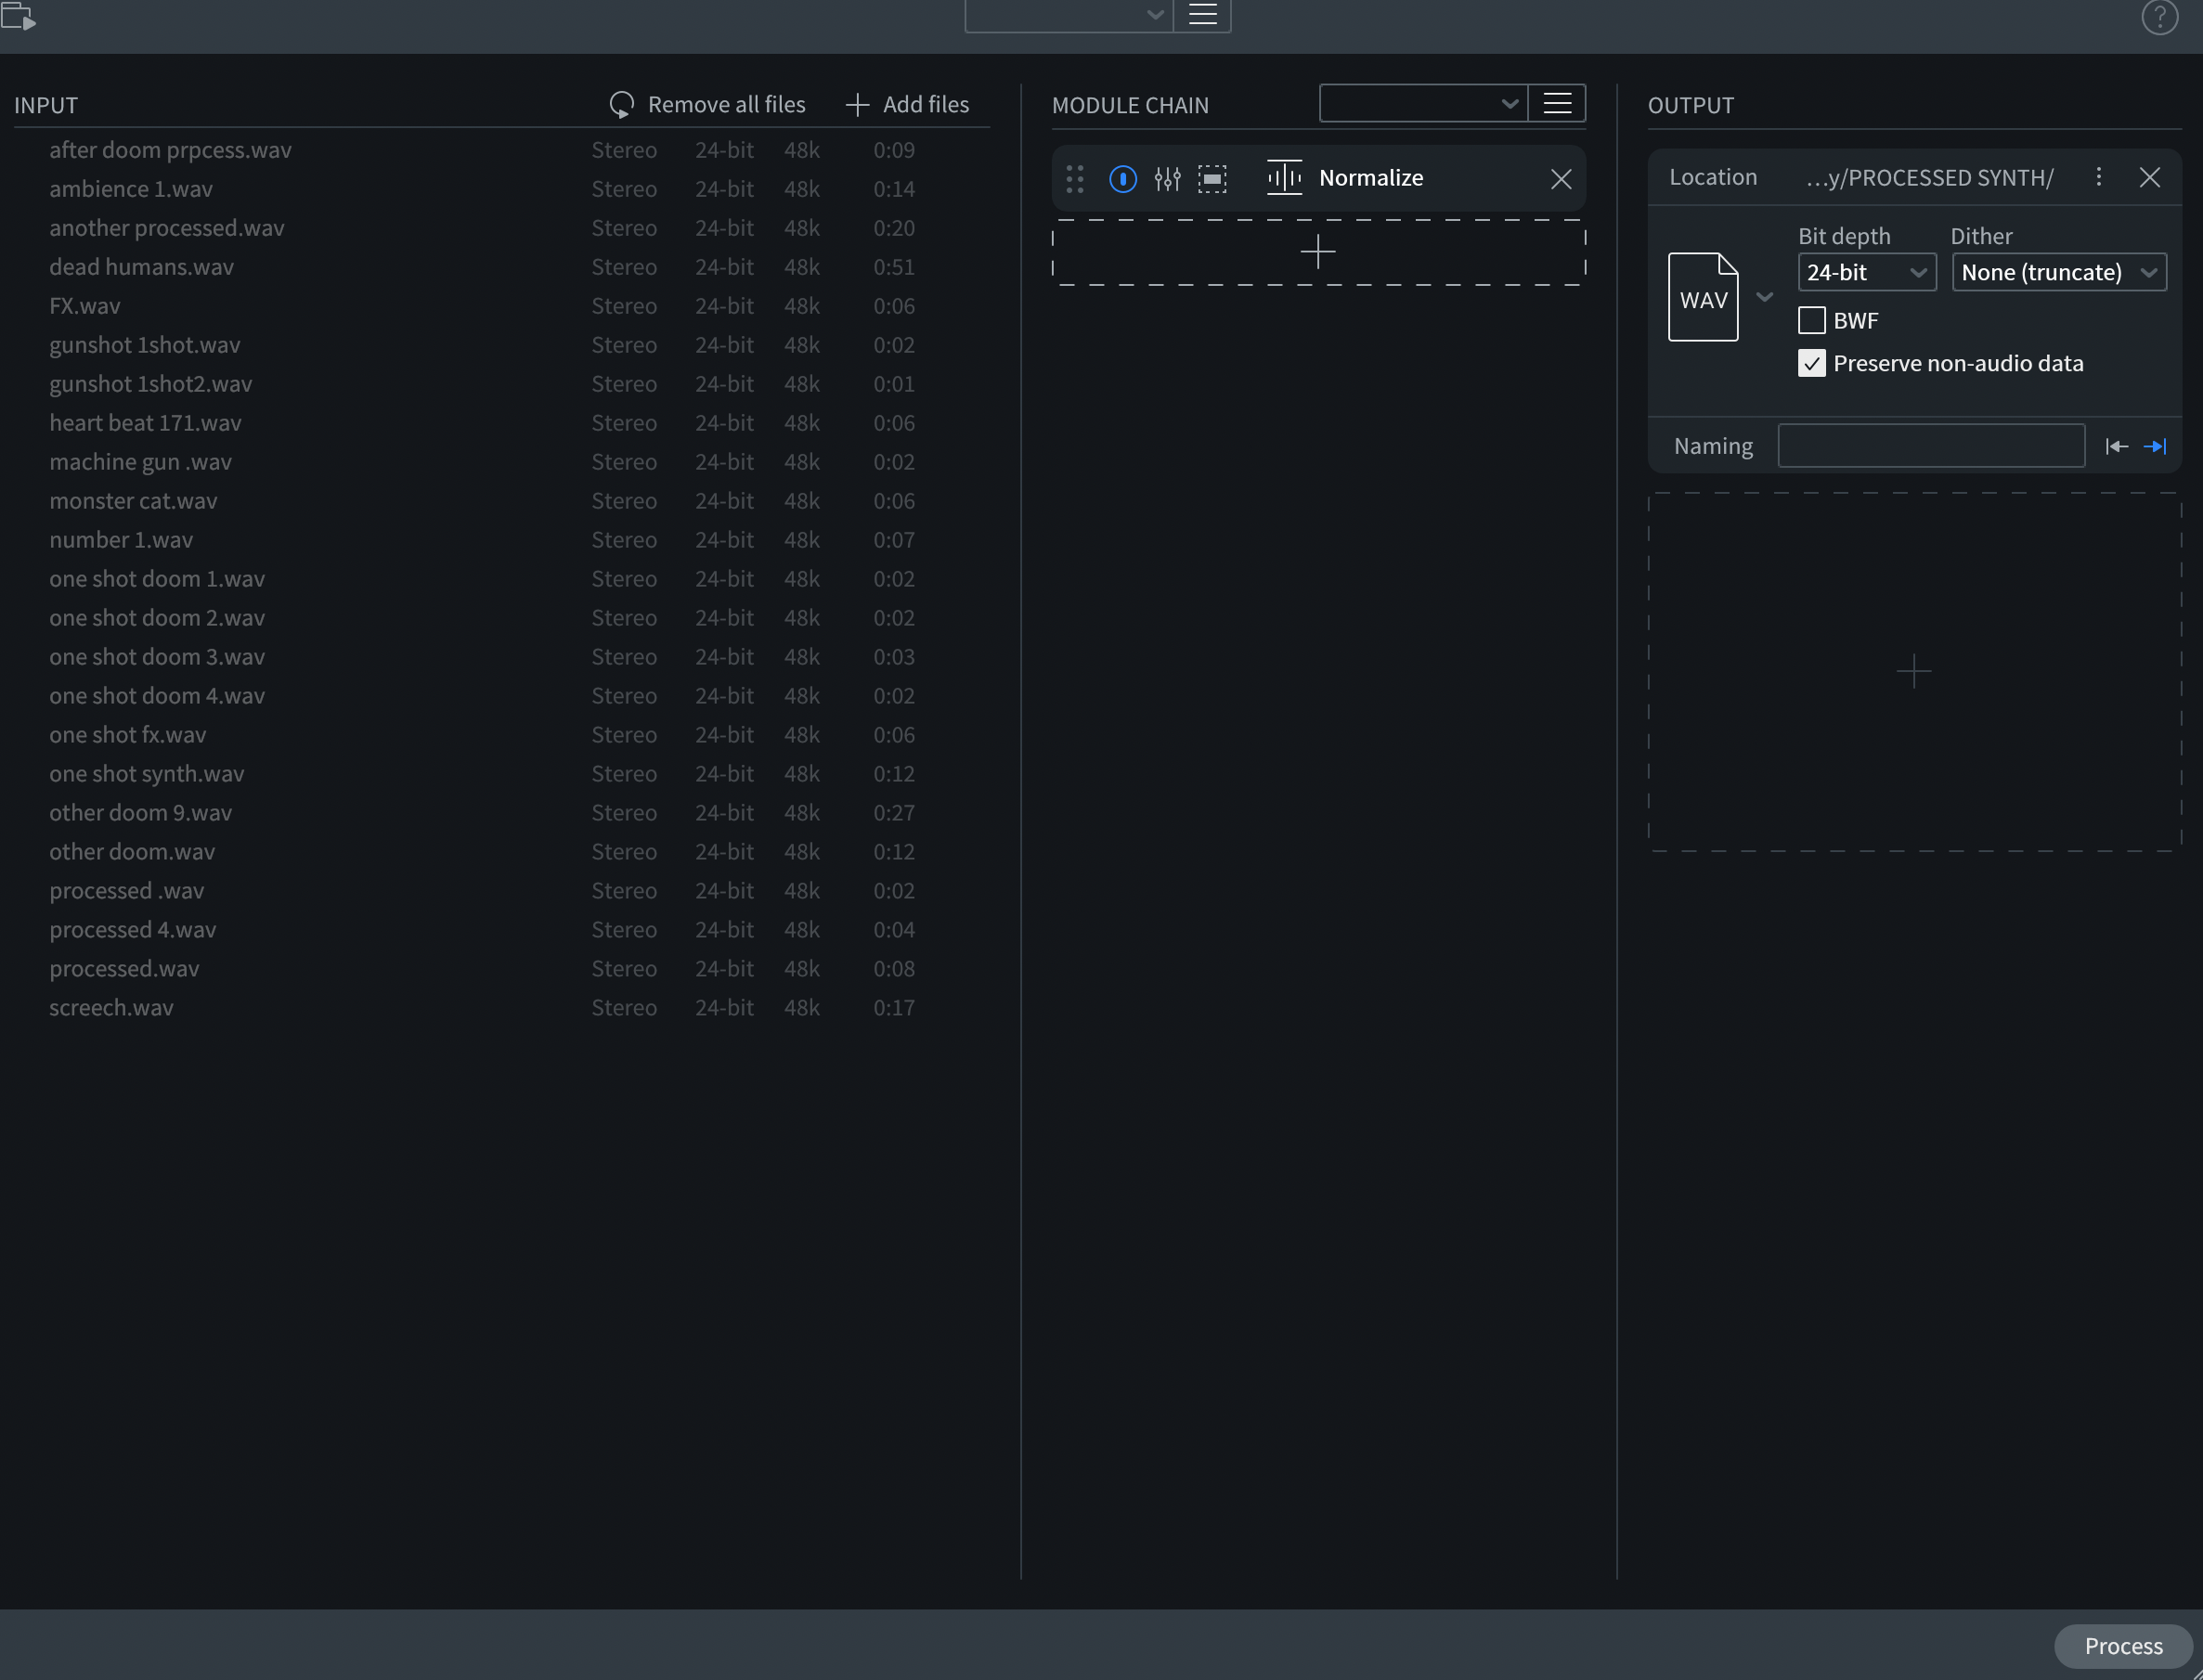 INPUT Remove all files Add files
after doom prpcess.wav Stereo 24-bit 48k 0:09
ambience 1.wav Stereo 24-bit 48k 0:14
another processed.wav Stereo 24-bit 48k 0:20
dead humans.wav Stereo 24-bit 48k 0:51
FX.wav Stereo 24-bit 48k 0:06
gunshot 1shot.wav Stereo 24-bit 48k 0:02
gunshot 1shot2.wav Stereo 24-bit 48k 0:01
heart beat 171.wav Stereo 24-bit 48k 0:06
machine gun .wav Stereo 24-bit 48k 0:02
monster cat.wav Stereo 24-bit 48k 0:06
number 1.wav Stereo 24-bit 48k 0:07
one shot doom 1.wav Stereo 24-bit 48k 0:02
one shot doom 2.wav Stereo 24-bit 48k 0:02
one shot doom 3.wav Stereo 24-bit 48k 0:03
one shot doom 4.wav Stereo 24-bit 48k 0:02
one shot fx.wav Stereo 24-bit 48k 0:06
one shot synth.wav Stereo 24-bit 48k 0:12
other doom 9.wav Stereo 24-bit 48k 0:27
other doom.wav Stereo 24-bit 48k 0:12
processed .wav Stereo 24-bit 48k 0:02
processed 4.wav Stereo 24-bit 48k 0:04
processed.wav Stereo 24-bit 48k 0:08
screech.wav Stereo 24-bit 48k 0:17
MODULE CHAIN
Normalize
OUTPUT
Location ...y/PROCESSED SYNTH/
Bit depth Dither
24-bit None (truncate)
WAV
BWF
Preserve non-audio data
Naming
Process